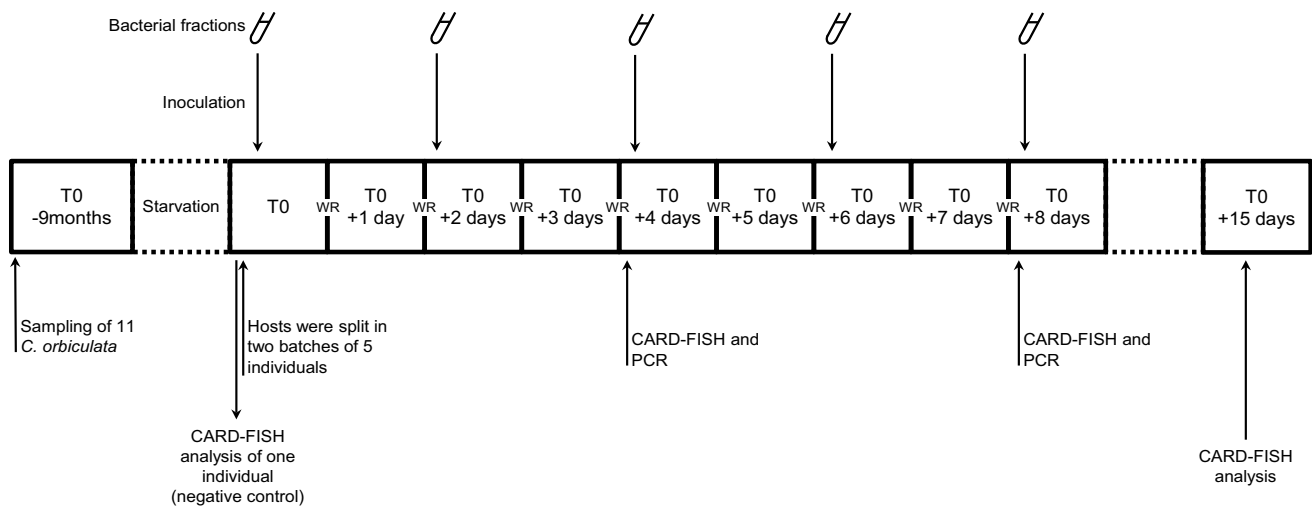 Bacterial fractions
Inoculation
T0
-9months
Starvation
T0
WR
T0
+1 day
WR
T0
+2 days
WR
T0
+3 days
WR
T0
+4 days
WR
T0
+5 days
WR
T0
+6 days
WR
T0
+7 days
WR
T0
+8 days
T0
+15 days
Sampling of 11
C. orbiculata
Hosts were split in
two batches of 5
individuals
CARD-FISH and
PCR
CARD-FISH and
PCR
CARD-FISH
analysis of one
individual
(negative control)
CARD-FISH
analysis